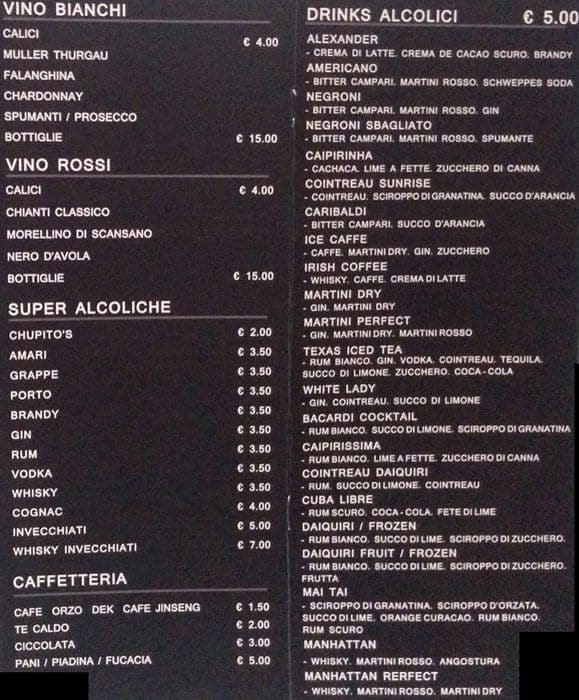 VINO BIANCHI
CALICI € 4.00
MULLER THURGAU
FALANGHINA
CHARDONNAY
SPUMANTI / PROSECCO
BOTTIGLIE € 15.00
VINO ROSSI
CALICI € 4.00
CHIANTI CLASSICO
MORELLINO DI SCANSANO
NERO D'AVOLA
BOTTIGLIE € 15.00
SUPER ALCOLICHE
CHUPITO'S € 2.00
AMARI € 3.50
GRAPPE € 3.50
PORTO € 3.50
BRANDY € 3.50
GIN € 3.50
RUM € 3.50
VODKA € 3.50
WHISKY € 3.50
COGNAC € 4.00
INVECCHIATI € 5.00
WHISKY INVECCHIATI € 7.00
CAFFETTERIA
CAFE ORZO DEK CAFE JINSENG € 1.50
TE CALDO € 2.00
CICCOLATA € 3.00
PANI / PIADINA / FUCACIA € 5.00
DRINKS ALCOLICI € 5.00
ALEXANDER
- CREMA DI LATTE. CREMA DE CACAO SCURO. BRANDY
AMERICANO
- BITTER CAMPARI. MARTINI ROSSO. SCHWEPPES SODA
NEGRONI
- BITTER CAMPARI. MARTINI ROSSO. GIN
NEGRONI SBAGLIATO
- BITTER CAMPARI. MARTINI ROSSO. SPUMANTE
CAIPIRINHA
- CACHACA. LIME A FETTE. ZUCCHERO DI CANNA
COINTREAU SUNRISE
- COINTREAU. SCIROPPO DI GRANATINA. SUCCO D'ARANCIA
CARIBALDI
- BITTER CAMPARI. SUCCO D'ARANCIA
ICE CAFFE
- CAFFE. MARTINI DRY. GIN. ZUCCHERO
IRISH COFFEE
- WHISKY. CAFFE. CREMA DI LATTE
MARTINI DRY
- GIN. MARTINI DRY
MARTINI PERFECT
- GIN. MARTINI DRY. MARTINI ROSSO
TEXAS ICED TEA
- RUM BIANCO. GIN. VODKA. COINTREAU. TEQUILA.
SUCCO DI LIMONE. ZUCCHERO. COCA-COLA
WHITE LADY
- GIN. COINTREAU. SUCCO DI LIMONE
BACARDI COCKTAIL
- RUM BIANCO. SUCCO DI LIMONE. SCIROPPO DI GRANATINA
CAIPIRISSIMA
- RUM BIANCO. LIME A FETTE. ZUCCHERO DI CANNA
COINTREAU DAIQUIRI
- RUM. SUCCO DI LIMONE. COINTREAU
CUBA LIBRE
- RUM SCURO. COCA-COLA. FETE DI LIME
DAIQUIRI / FROZEN
- RUM BIANCO. SUCCO DI LIME. SCIROPPO DI ZUCCHERO.
DAIQUIRI FRUIT / FROZEN
- RUM BIANCO. SUCCO DI LIME. SCIROPPO DI ZUCCHERO.
FRUTTA
MAI TAI
- SCIROPPO DI GRANATINA. SCIROPPO D'ORZATA.
SUCCO DI LIME. ORANGE CURACAO. RUM BIANCO.
RUM SCURO
MANHATTAN
- WHISKY. MARTINI ROSSO. ANGOSTURA
MANHATTAN RERFECT
- WHISKY. MARTINI ROSSO. MARTINI DRY